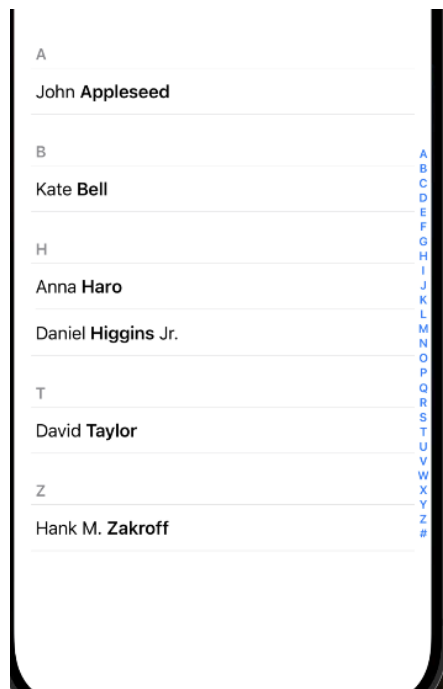 A
John Appleseed
B
Kate Bell
H
Anna Haro
Daniel Higgins Jr.
T
David Taylor
Z
Hank M. Zakroff
A
B
C
D
E
F
G
H
I
J
K
L
M
N
O
P
Q
R
S
T
U
V
W
X
Y
Z
#